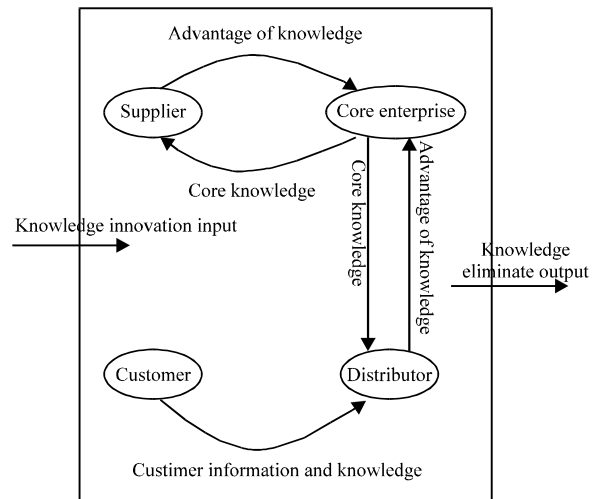 Advantage of knowledge
Supplier
Core enterprise
Core knowledge
Core knowledge
Advantage of knowledge
Knowledge innovation input
Knowledge
eliminate output
Customer
Distributor
Custimer information and knowledge